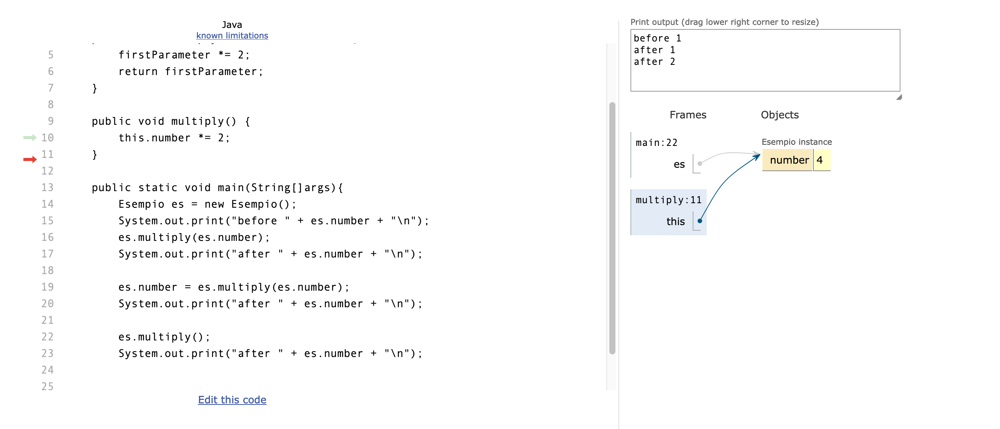 Java
known limitations
5 firstParameter *= 2;
6 return firstParameter;
7 }
8
9 public void multiply() {
10 this.number *= 2;
11 }
12
13 public static void main(String[]args){
14 Esempio es = new Esempio();
15 System.out.print("before " + es.number + "\n");
16 es.multiply(es.number);
17 System.out.print("after " + es.number + "\n");
18
19 es.number = es.multiply(es.number);
20 System.out.print("after " + es.number + "\n");
21
22 es.multiply();
23 System.out.print("after " + es.number + "\n");
24
25
Edit this code
Print output (drag lower right corner to resize)
before 1
after 1
after 2
Frames Objects
main:22
es
Esempio instance
number 4
multiply:11
this